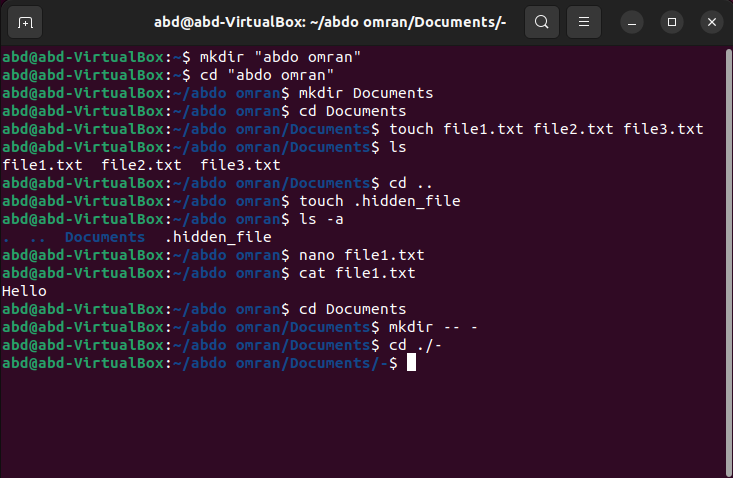 abd@abd-VirtualBox: ~/abdo omran/Documents/-
abd@abd-VirtualBox:~$ mkdir "abdo omran"
abd@abd-VirtualBox:~$ cd "abdo omran"
abd@abd-VirtualBox:~/abdo omran$ mkdir Documents
abd@abd-VirtualBox:~/abdo omran$ cd Documents
abd@abd-VirtualBox:~/abdo omran/Documents$ touch file1.txt file2.txt file3.txt
abd@abd-VirtualBox:~/abdo omran/Documents$ ls
file1.txt  file2.txt  file3.txt
abd@abd-VirtualBox:~/abdo omran/Documents$ cd ..
abd@abd-VirtualBox:~/abdo omran$ touch .hidden_file
abd@abd-VirtualBox:~/abdo omran$ ls -a
.  ..  Documents  .hidden_file
abd@abd-VirtualBox:~/abdo omran$ nano file1.txt
abd@abd-VirtualBox:~/abdo omran$ cat file1.txt
Hello
abd@abd-VirtualBox:~/abdo omran$ cd Documents
abd@abd-VirtualBox:~/abdo omran/Documents$ mkdir -- -
abd@abd-VirtualBox:~/abdo omran/Documents$ cd ./-
abd@abd-VirtualBox:~/abdo omran/Documents/-$